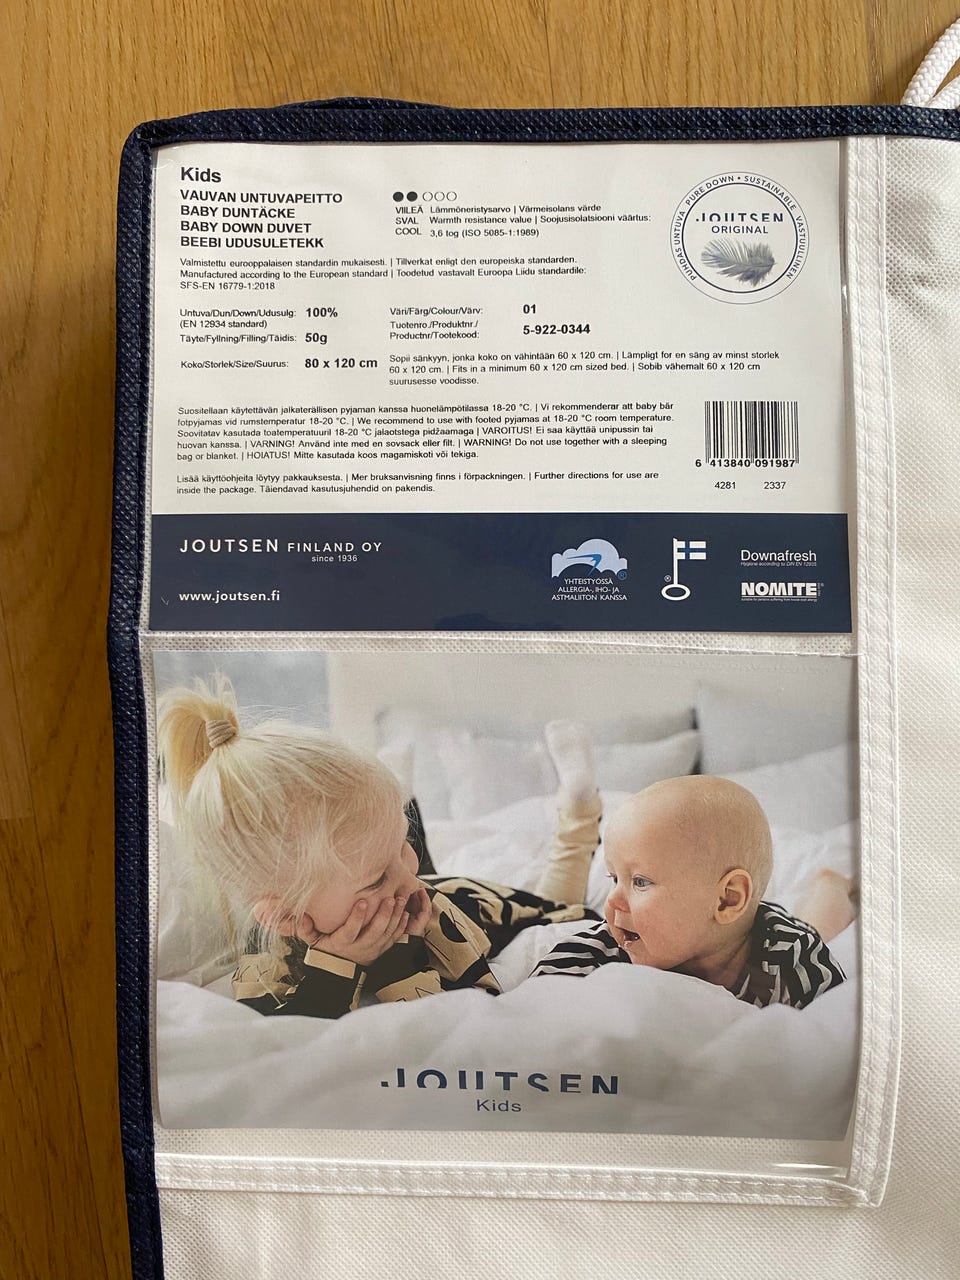 Kids
VAUVAN UNTUVAPEITTO
BABY DUNTÄCKE
BABY DOWN DUVET
BEEBI UDUSULETEKK
VIILEÄ
SVAL
COOL
Lämmöneristysarvo | Värmeisolans värde
Warmth resistance value | Soojusisolatsiooni väärtus:
3,6 tog (ISO 5085-1:1989)
PURE DOWN • SUSTAINABLE
PUHDAS UNTUVA
VASTUULLINEN
JOUTSEN
ORIGINAL
Valmistettu eurooppalaisen standardin mukaisesti. | Tillverkat enligt den europeiska standarden.
Manufactured according to the European standard | Toodetud vastavalt Euroopa Liidu standardile:
SFS-EN 16779-1:2018
Untuva/Dun/Down/Udusulg: 100%
(EN 12934 standard)
Täyte/Fyllning/Filling/Täidis: 50g
Koko/Storlek/Size/Suurus: 80 x 120 cm
Väri/Färg/Colour/Värv: 01
Tuotenro./Produktnr./
Productnr/Tootekood: 5-922-0344
Sopii sänkyyn, jonka koko on vähintään 60 x 120 cm. | Lämpligt för en säng av minst storlek
60 x 120 cm. | Fits in a minimum 60 x 120 cm sized bed. | Sobib vähemalt 60 x 120 cm
suurusesse voodisse.
Suositellaan käytettävän jalkaterällisen pyjaman kanssa huonelämpötilassa 18-20 °C. | Vi rekommenderar att baby bär
fotpyjamas vid rumstemperatur 18-20 °C. | We recommend to use with footed pyjamas at 18-20 °C room temperature.
Soovitatav kasutada toatemperatuuril 18-20 °C jalaotstega pidžaamaga | VAROITUS! Ei saa käyttää unipussin tai
huovan kanssa. | VARNING! Använd inte med en sovsack eller filt. | WARNING! Do not use together with a sleeping
bag or blanket. | HOIATUS! Mitte kasutada koos magamiskoti või tekiga.
Lisää käyttöohjeita löytyy pakkauksesta. | Mer bruksanvisning finns i förpackningen. | Further directions for use are
inside the package. Täiendavad kasutusjuhendid on pakendis.
6 413840 091987
4281 2337
JOUTSEN FINLAND OY
since 1936
www.joutsen.fi
YHTEISTYÖSSÄ
ALLERGIA-, IHO- JA
ASTMALIITON KANSSA
®
®
Downafresh
Hygiene according to DIN EN 12935
NOMITE
JOUTSEN
Kids